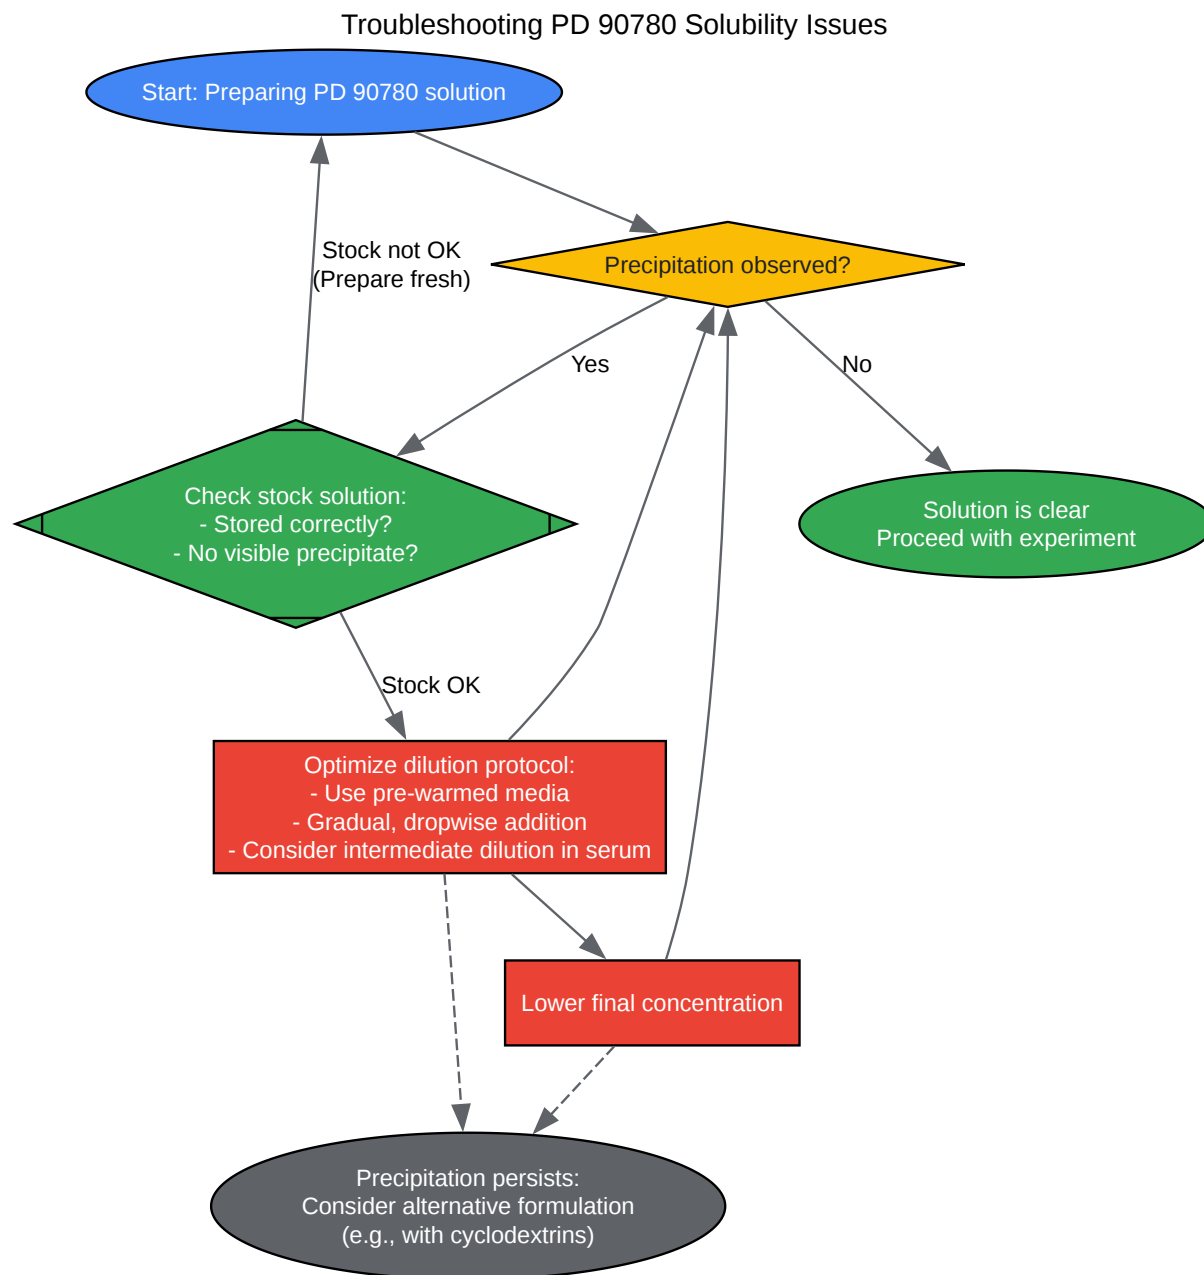 Troubleshooting PD 90780 Solubility Issues
Start: Preparing PD 90780 solution
Stock not OK
(Prepare fresh)
Precipitation observed?
Yes
No
Check stock solution:
- Stored correctly?
- No visible precipitate?
Solution is clear
Proceed with experiment
Stock OK
Optimize dilution protocol:
- Use pre-warmed media
- Gradual, dropwise addition
- Consider intermediate dilution in serum
Lower final concentration
Precipitation persists:
Consider alternative formulation
(e.g., with cyclodextrins)